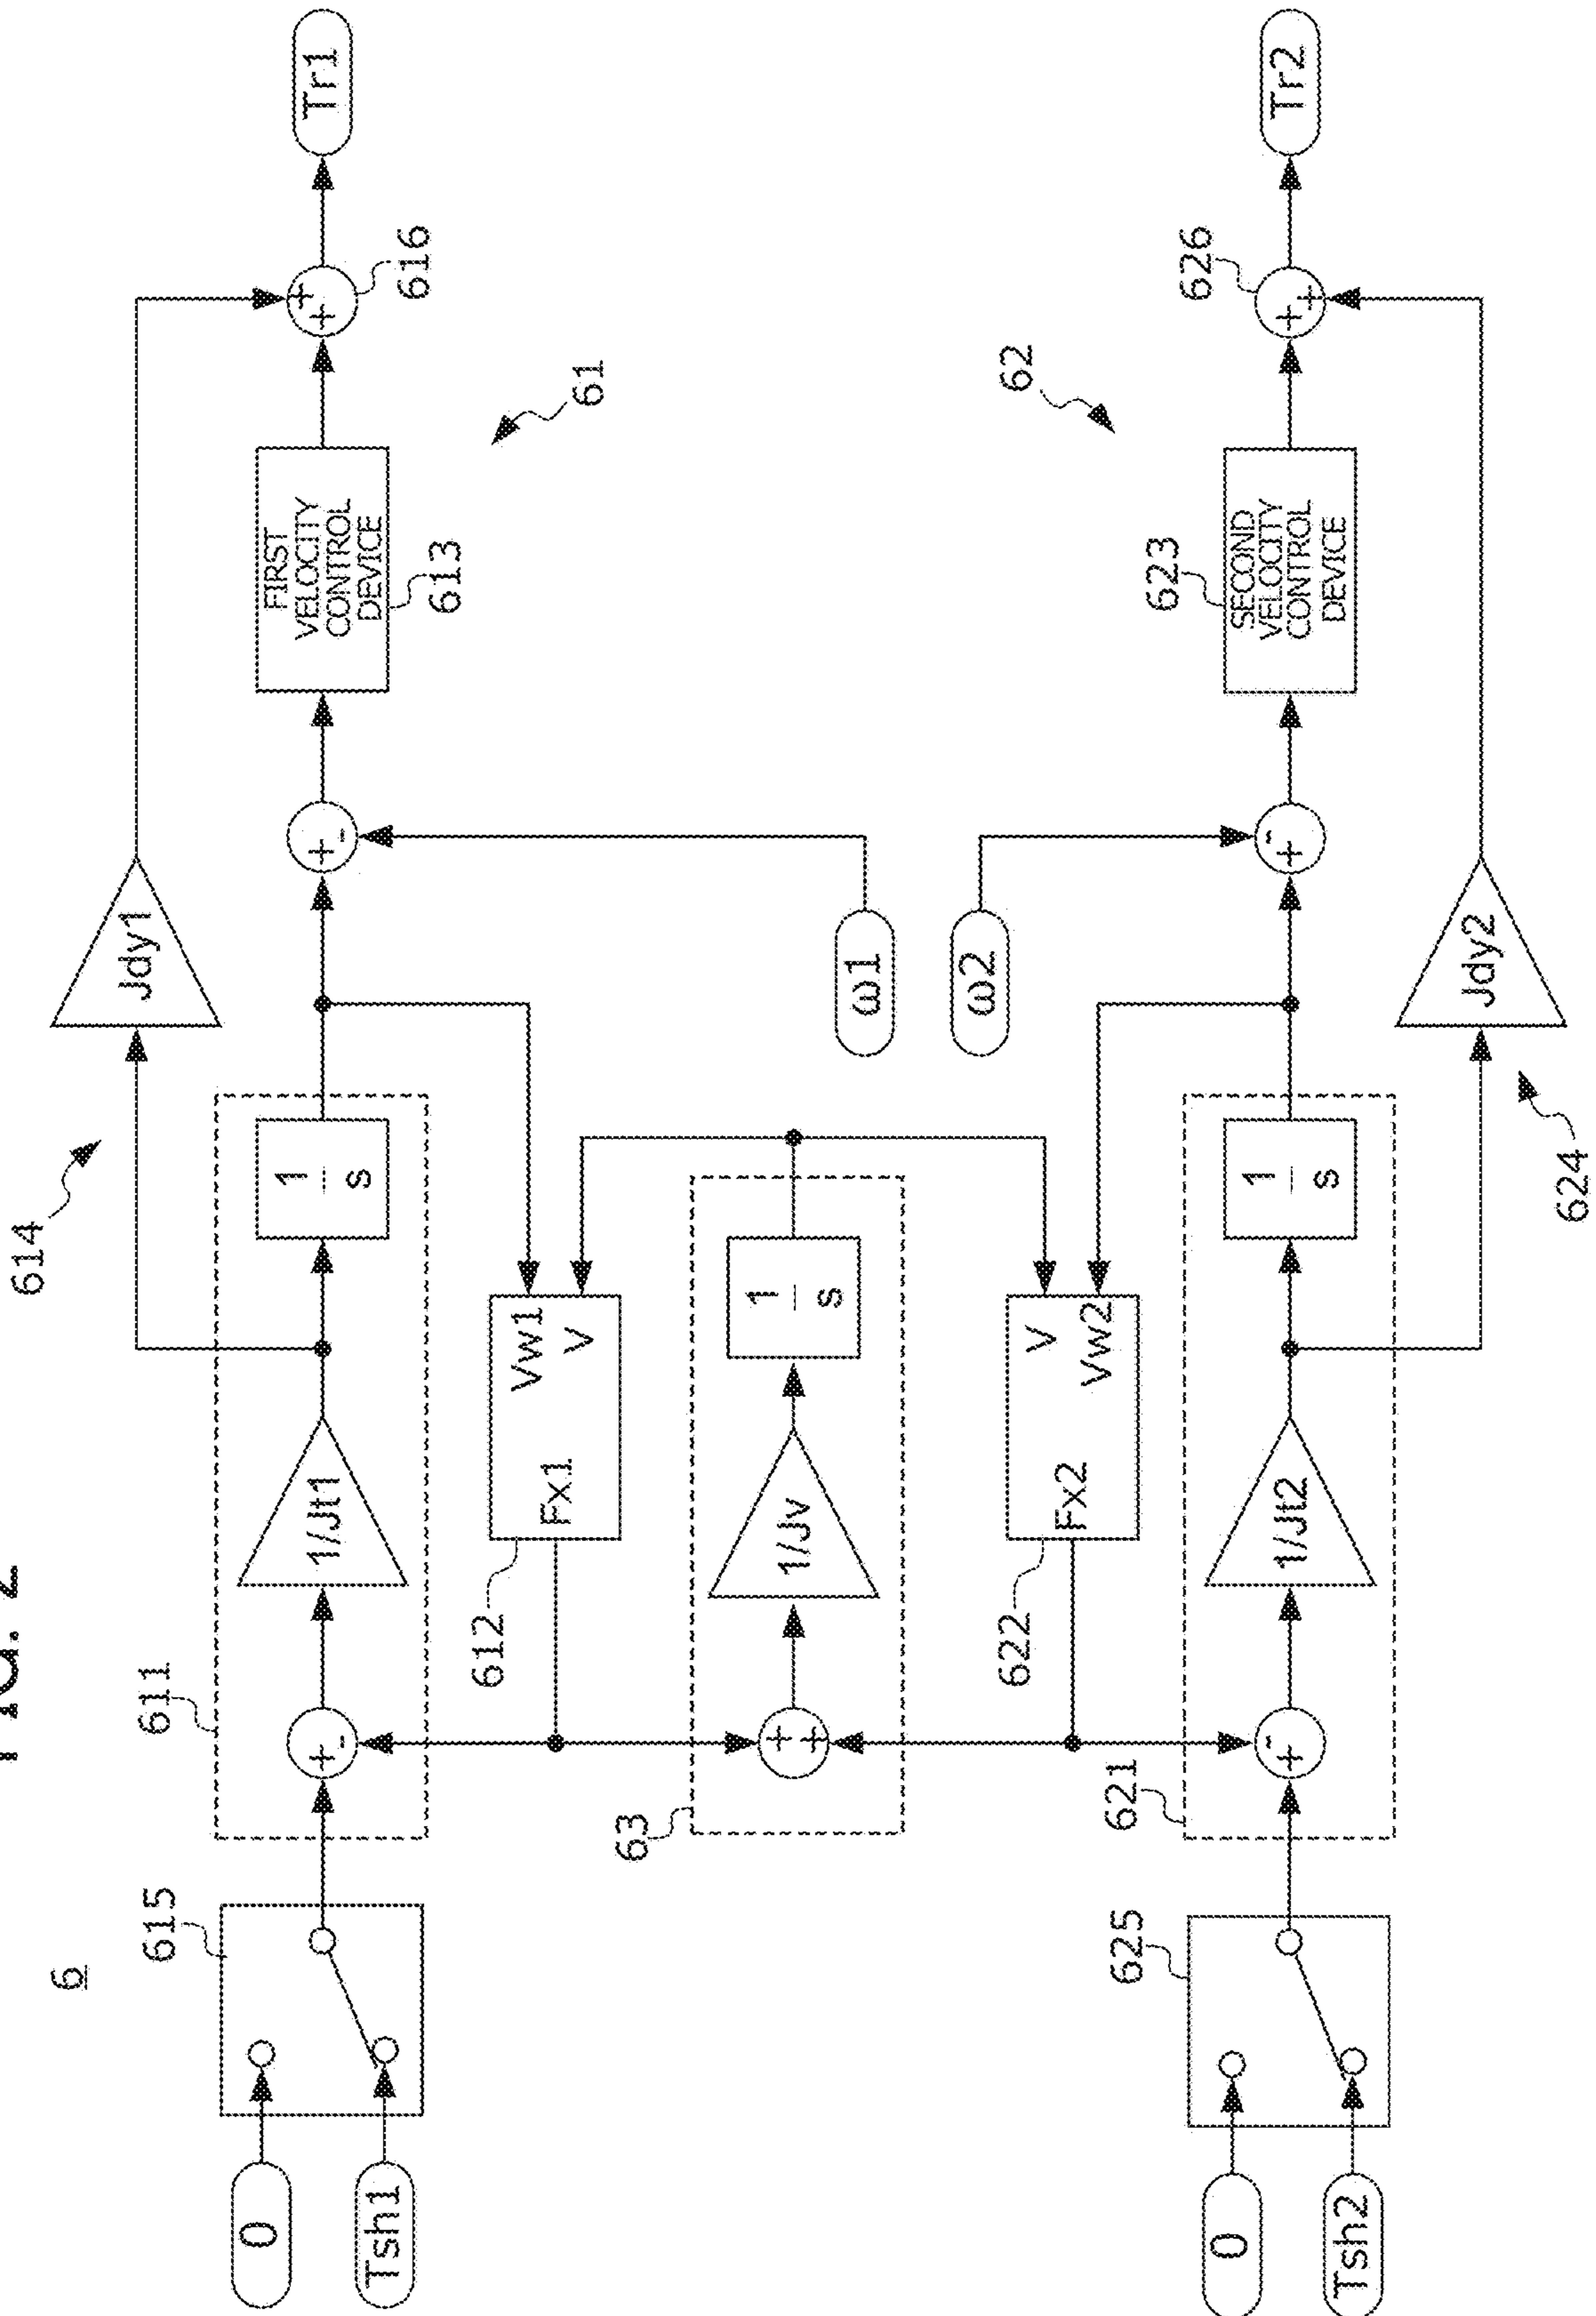 FIG. 2
6
614
Jdy1
Tr1
611
615
0
Tsh1
+
-
1/Jt1
1
s
+
-
FIRST
VELOCITY
CONTROL
DEVICE
613
+
+
616
61
612
Fx1
Vw1
V
ω1
63
+
+
1/Jv
1
s
622
Fx2
V
Vw2
ω2
62
621
625
0
Tsh2
+
-
1/Jt2
1
s
+
-
SECOND
VELOCITY
CONTROL
DEVICE
623
+
+
626
Tr2
Jdy2
624